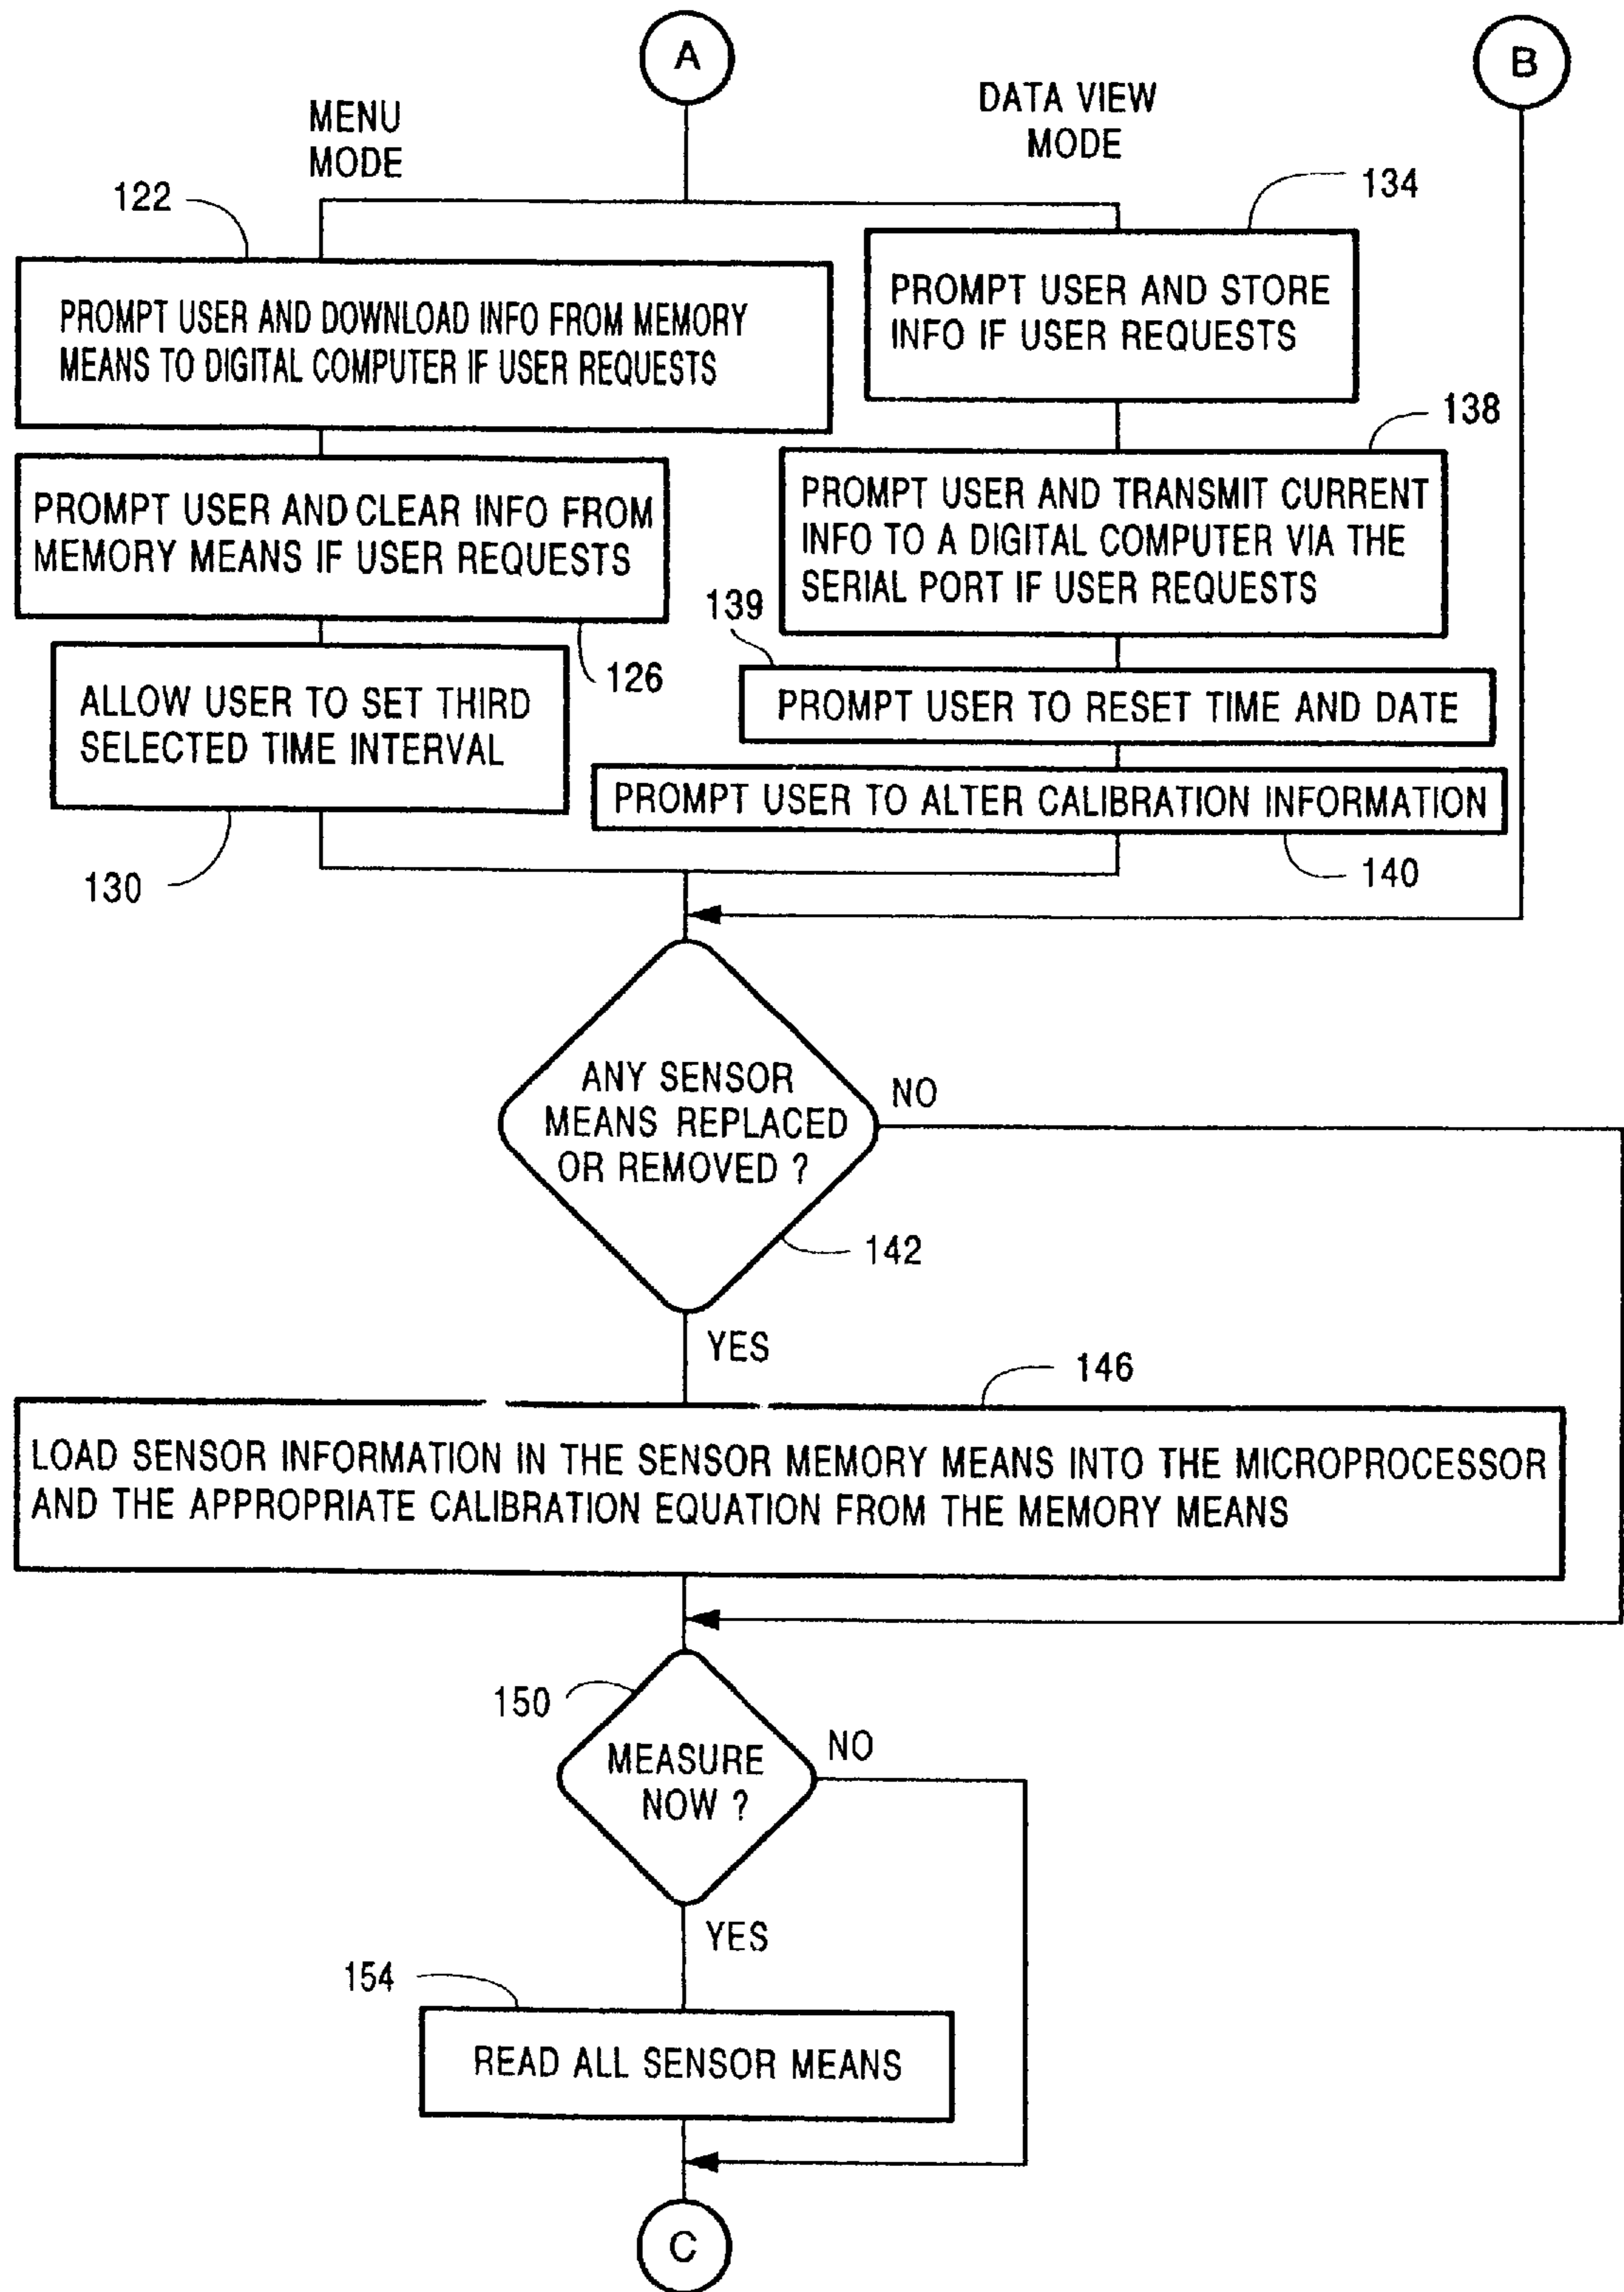 A
B
MENU
MODE
DATA VIEW
MODE
122
134
PROMPT USER AND DOWNLOAD INFO FROM MEMORY
MEANS TO DIGITAL COMPUTER IF USER REQUESTS
PROMPT USER AND STORE
INFO IF USER REQUESTS
138
PROMPT USER AND CLEAR INFO FROM
MEMORY MEANS IF USER REQUESTS
126
PROMPT USER AND TRANSMIT CURRENT
INFO TO A DIGITAL COMPUTER VIA THE
SERIAL PORT IF USER REQUESTS
139
ALLOW USER TO SET THIRD
SELECTED TIME INTERVAL
130
PROMPT USER TO RESET TIME AND DATE
PROMPT USER TO ALTER CALIBRATION INFORMATION
140
ANY SENSOR
MEANS REPLACED
OR REMOVED ?
NO
142
YES
146
LOAD SENSOR INFORMATION IN THE SENSOR MEMORY MEANS INTO THE MICROPROCESSOR
AND THE APPROPRIATE CALIBRATION EQUATION FROM THE MEMORY MEANS
150
MEASURE
NOW ?
NO
YES
154
READ ALL SENSOR MEANS
C